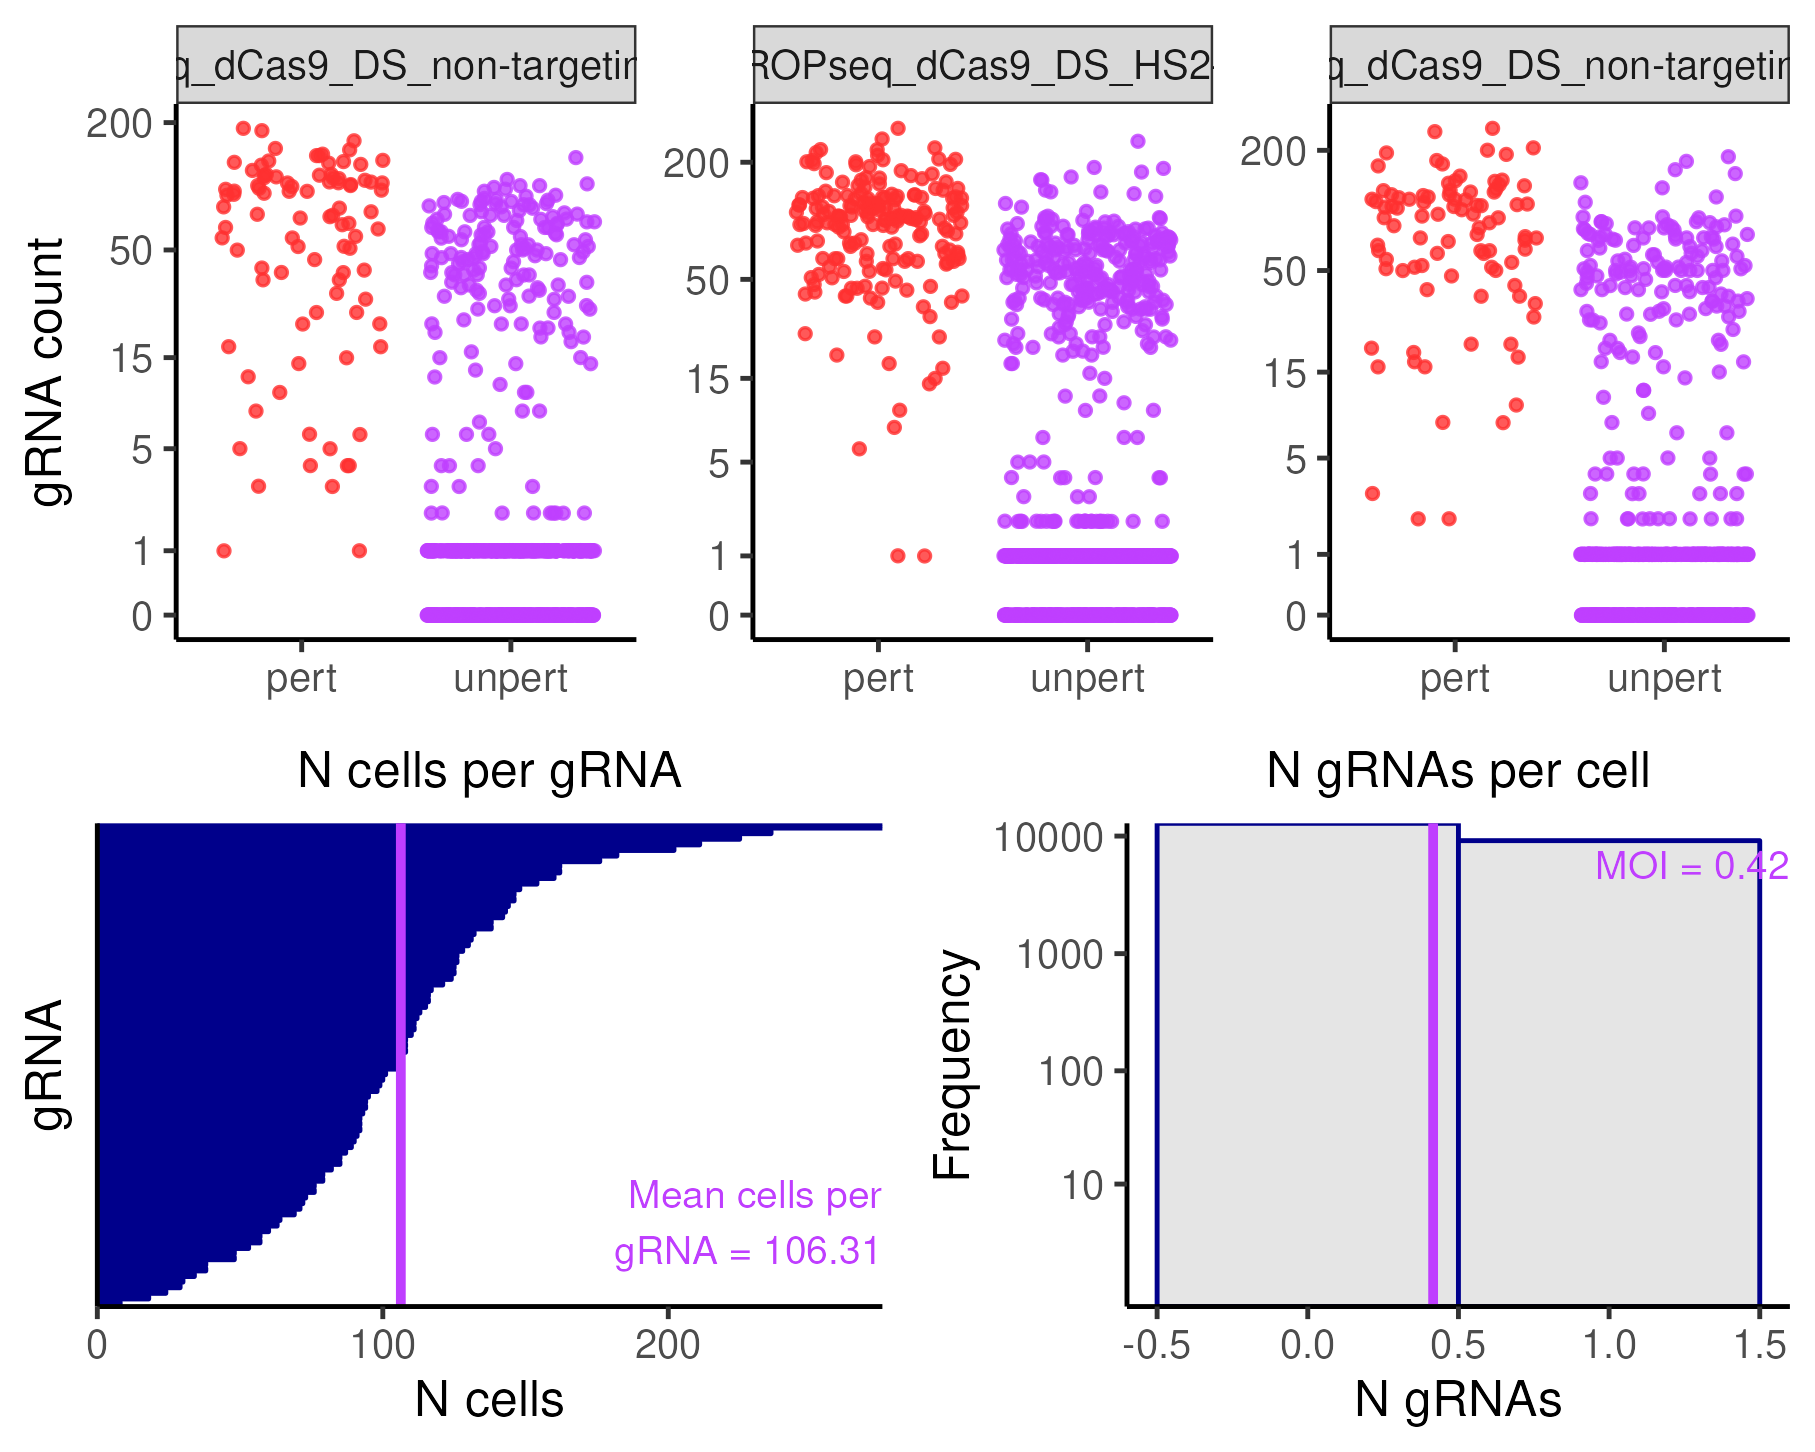 q_dCas9_DS_non-targetin
ROPseq_dCas9_DS_HS2-
q_dCas9_DS_non-targetin
gRNA count
200
50
15
5
1
0
200
50
15
5
1
0
200
50
15
5
1
0
pert unpert
pert unpert
pert unpert
N cells per gRNA
gRNA
Mean cells per
gRNA = 106.31
0 100 200
N cells
N gRNAs per cell
Frequency
10000
1000
100
10
MOI = 0.42
-0.5 0.0 0.5 1.0 1.5
N gRNAs